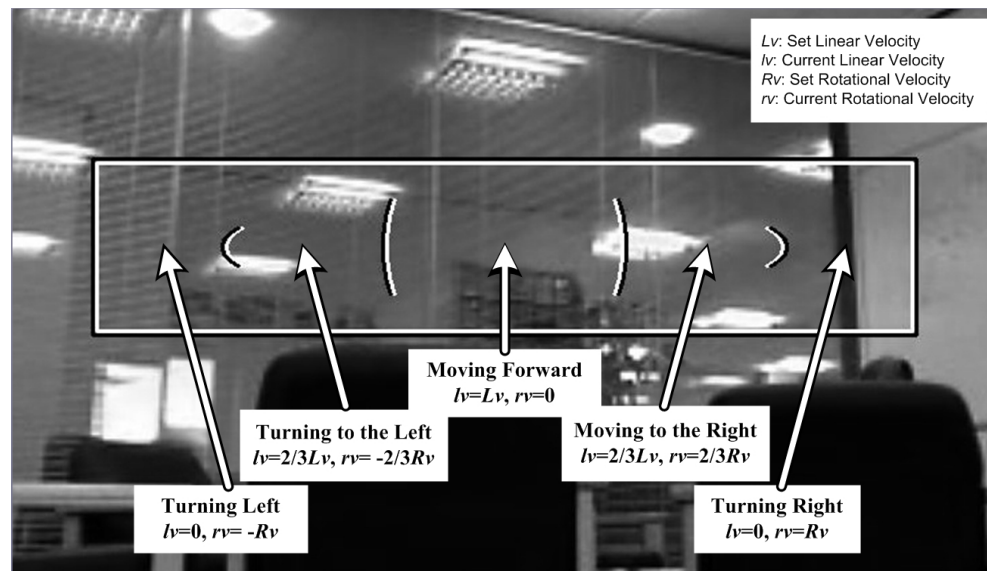 Lv: Set Linear Velocity
lv: Current Linear Velocity
Rv: Set Rotational Velocity
rv: Current Rotational Velocity
Moving Forward
lv=Lv, rv=0
Turning to the Left
lv=2/3Lv, rv= -2/3Rv
Moving to the Right
lv=2/3Lv, rv=2/3Rv
Turning Left
lv=0, rv= -Rv
Turning Right
lv=0, rv=Rv